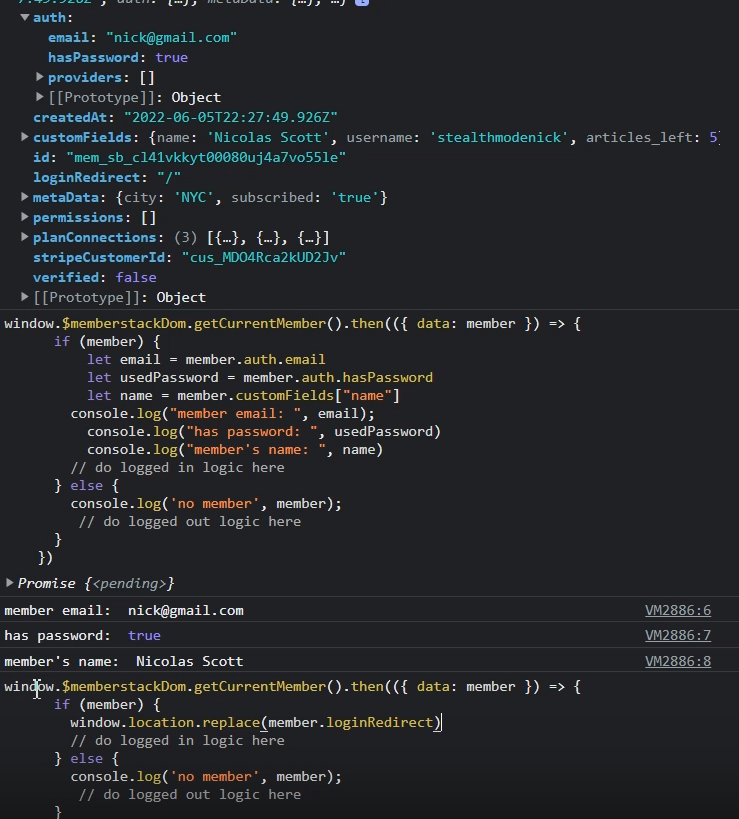 7:49.926Z", auth: {…}, metaData: {…}, …} i
▼auth:
email: "nick@gmail.com"
hasPassword: true
▶providers: []
▶[[Prototype]]: Object
createdAt: "2022-06-05T22:27:49.926Z"
▶customFields: {name: 'Nicolas Scott', username: 'stealthmodenick', articles_left: 5
id: "mem_sb_cl41vkkyt00080uj4a7vo55le"
loginRedirect: "/"
▶metaData: {city: 'NYC', subscribed: 'true'}
▶permissions: []
▶planConnections: (3) [{…}, {…}, {…}]
stripeCustomerId: "cus_MDO4Rca2kUD2Jv"
verified: false
▶[[Prototype]]: Object
window.$memberstackDom.getCurrentMember().then(({ data: member }) => {
if (member) {
let email = member.auth.email
let usedPassword = member.auth.hasPassword
let name = member.customFields["name"]
console.log("member email: ", email);
console.log("has password: ", usedPassword)
console.log("member's name: ", name)
// do logged in logic here
} else {
console.log('no member', member);
// do logged out logic here
}
})
▶Promise {<pending>}
member email:  nick@gmail.com VM2886:6
has password:  true VM2886:7
member's name:  Nicolas Scott VM2886:8
window.$memberstackDom.getCurrentMember().then(({ data: member }) => {
if (member) {
window.location.replace(member.loginRedirect)
// do logged in logic here
} else {
console.log('no member', member);
// do logged out logic here
}